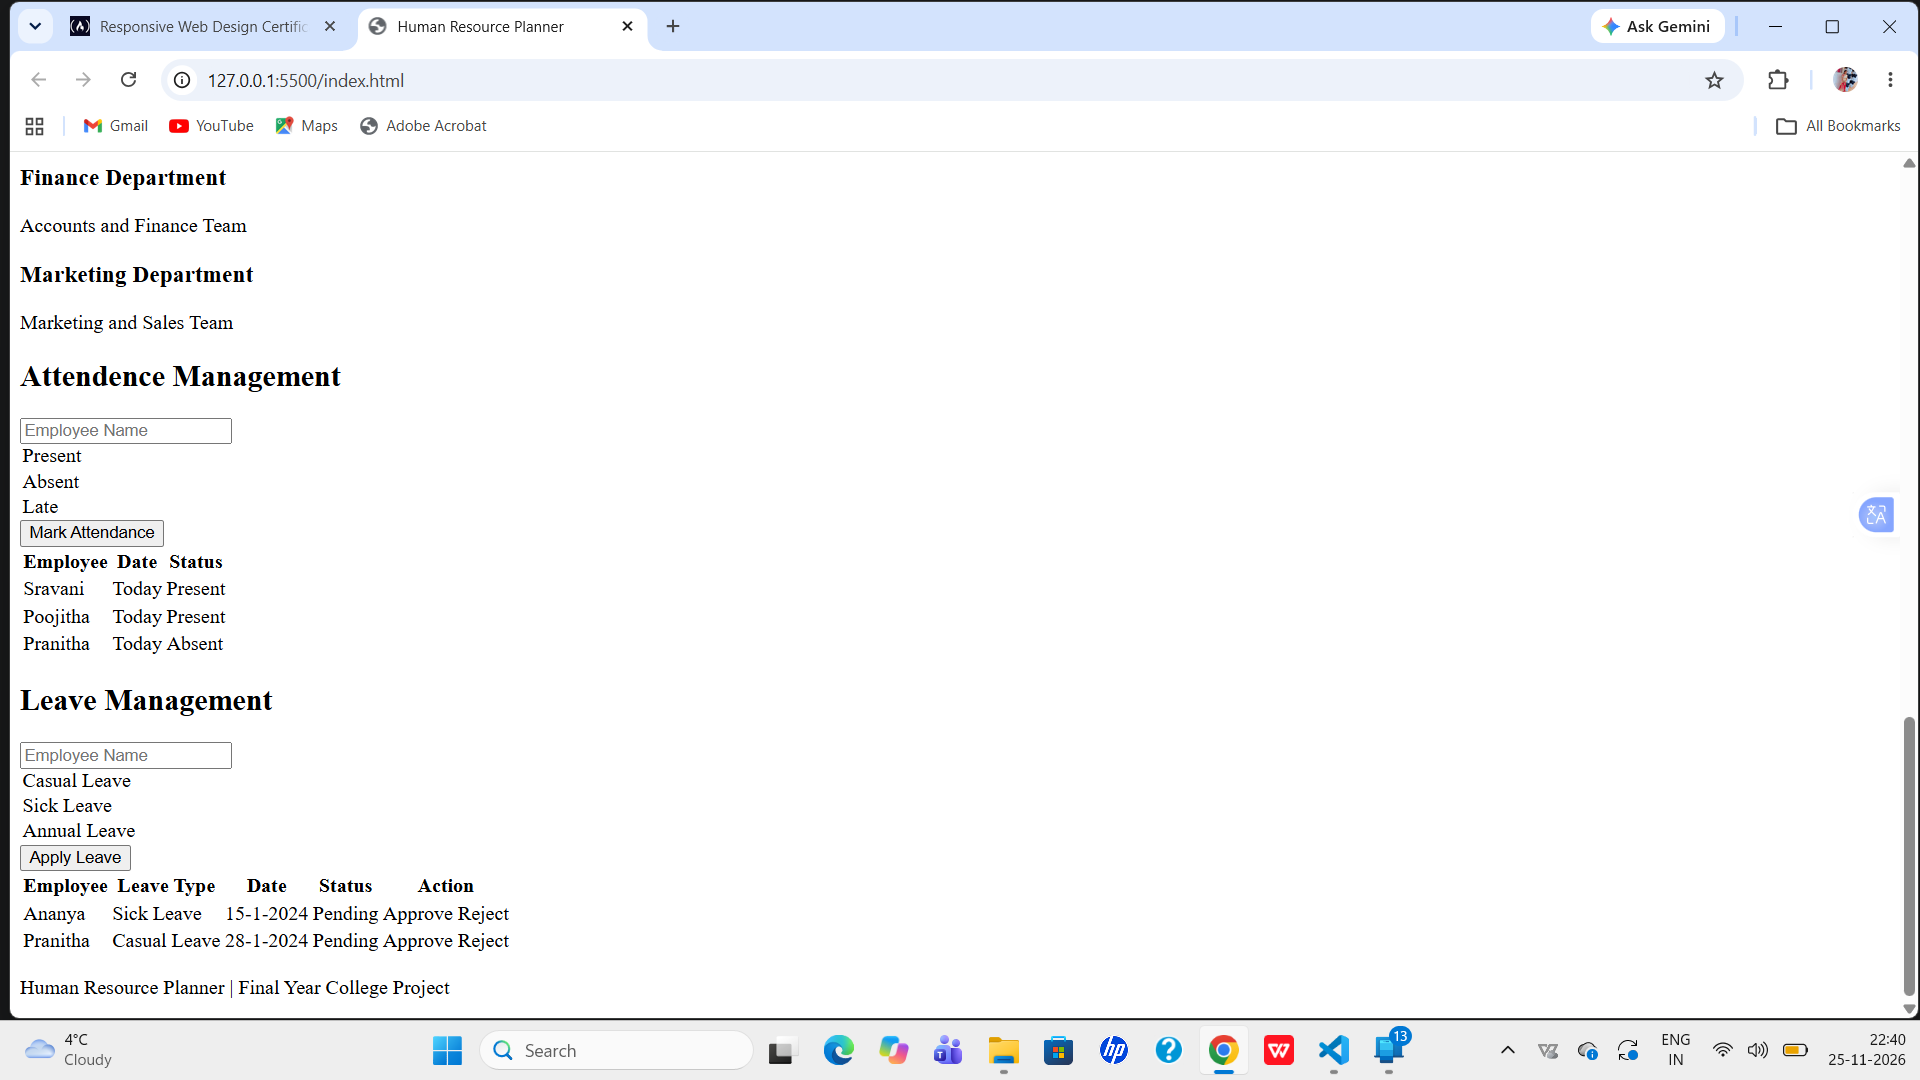 Responsive Web Design Certific
Human Resource Planner
Ask Gemini
127.0.0.1:5500/index.html
Gmail
YouTube
Maps
Adobe Acrobat
All Bookmarks
Finance Department
Accounts and Finance Team
Marketing Department
Marketing and Sales Team
Attendence Management
Employee Name
Present
Absent
Late
Mark Attendance
Employee Date Status
Sravani Today Present
Poojitha Today Present
Pranitha Today Absent
Leave Management
Employee Name
Casual Leave
Sick Leave
Annual Leave
Apply Leave
Employee Leave Type Date Status Action
Ananya Sick Leave 15-1-2024 Pending Approve Reject
Pranitha Casual Leave 28-1-2024 Pending Approve Reject
Human Resource Planner | Final Year College Project
4°C
Cloudy
Search
13
ENG
IN
22:40
25-11-2026